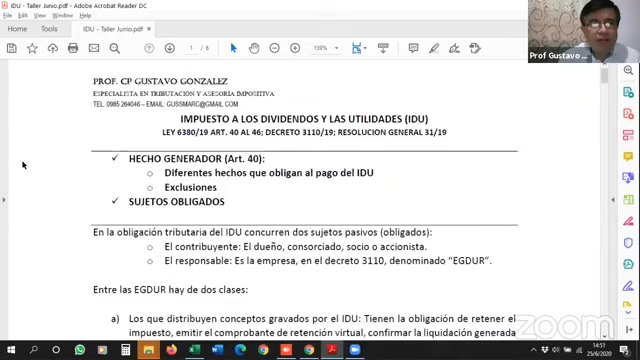 IDU - Taller Junio.pdf - Adobe Acrobat Reader DC
File Edit View Window Help
Home Tools IDU - Taller Junio.pdf ×
1 / 6 139%
Prof Gustavo ...
PROF. CP GUSTAVO GONZALEZ
ESPECIALISTA EN TRIBUTACIÓN Y ASESORÍA IMPOSITIVA
TEL. 0985 264046 – EMAIL: GUSSMARC@GMAIL.COM
IMPUESTO A LOS DIVIDENDOS Y LAS UTILIDADES (IDU)
LEY 6380/19 ART. 40 AL 46; DECRETO 3110/19; RESOLUCION GENERAL 31/19
✓ HECHO GENERADOR (Art. 40):
o Diferentes hechos que obligan al pago del IDU
o Exclusiones
✓ SUJETOS OBLIGADOS
En la obligación tributaria del IDU concurren dos sujetos pasivos (obligados):
o El contribuyente: El dueño, consorciado, socio o accionista.
o El responsable: Es la empresa, en el decreto 3110, denominado “EGDUR”.
Entre las EGDUR hay de dos clases:
a) Los que distribuyen conceptos gravados por el IDU: Tienen la obligación de retener el
impuesto, emitir el comprobante de retención virtual, confirmar la liquidación generada
zoom
ESP
14:51
25/6/2020